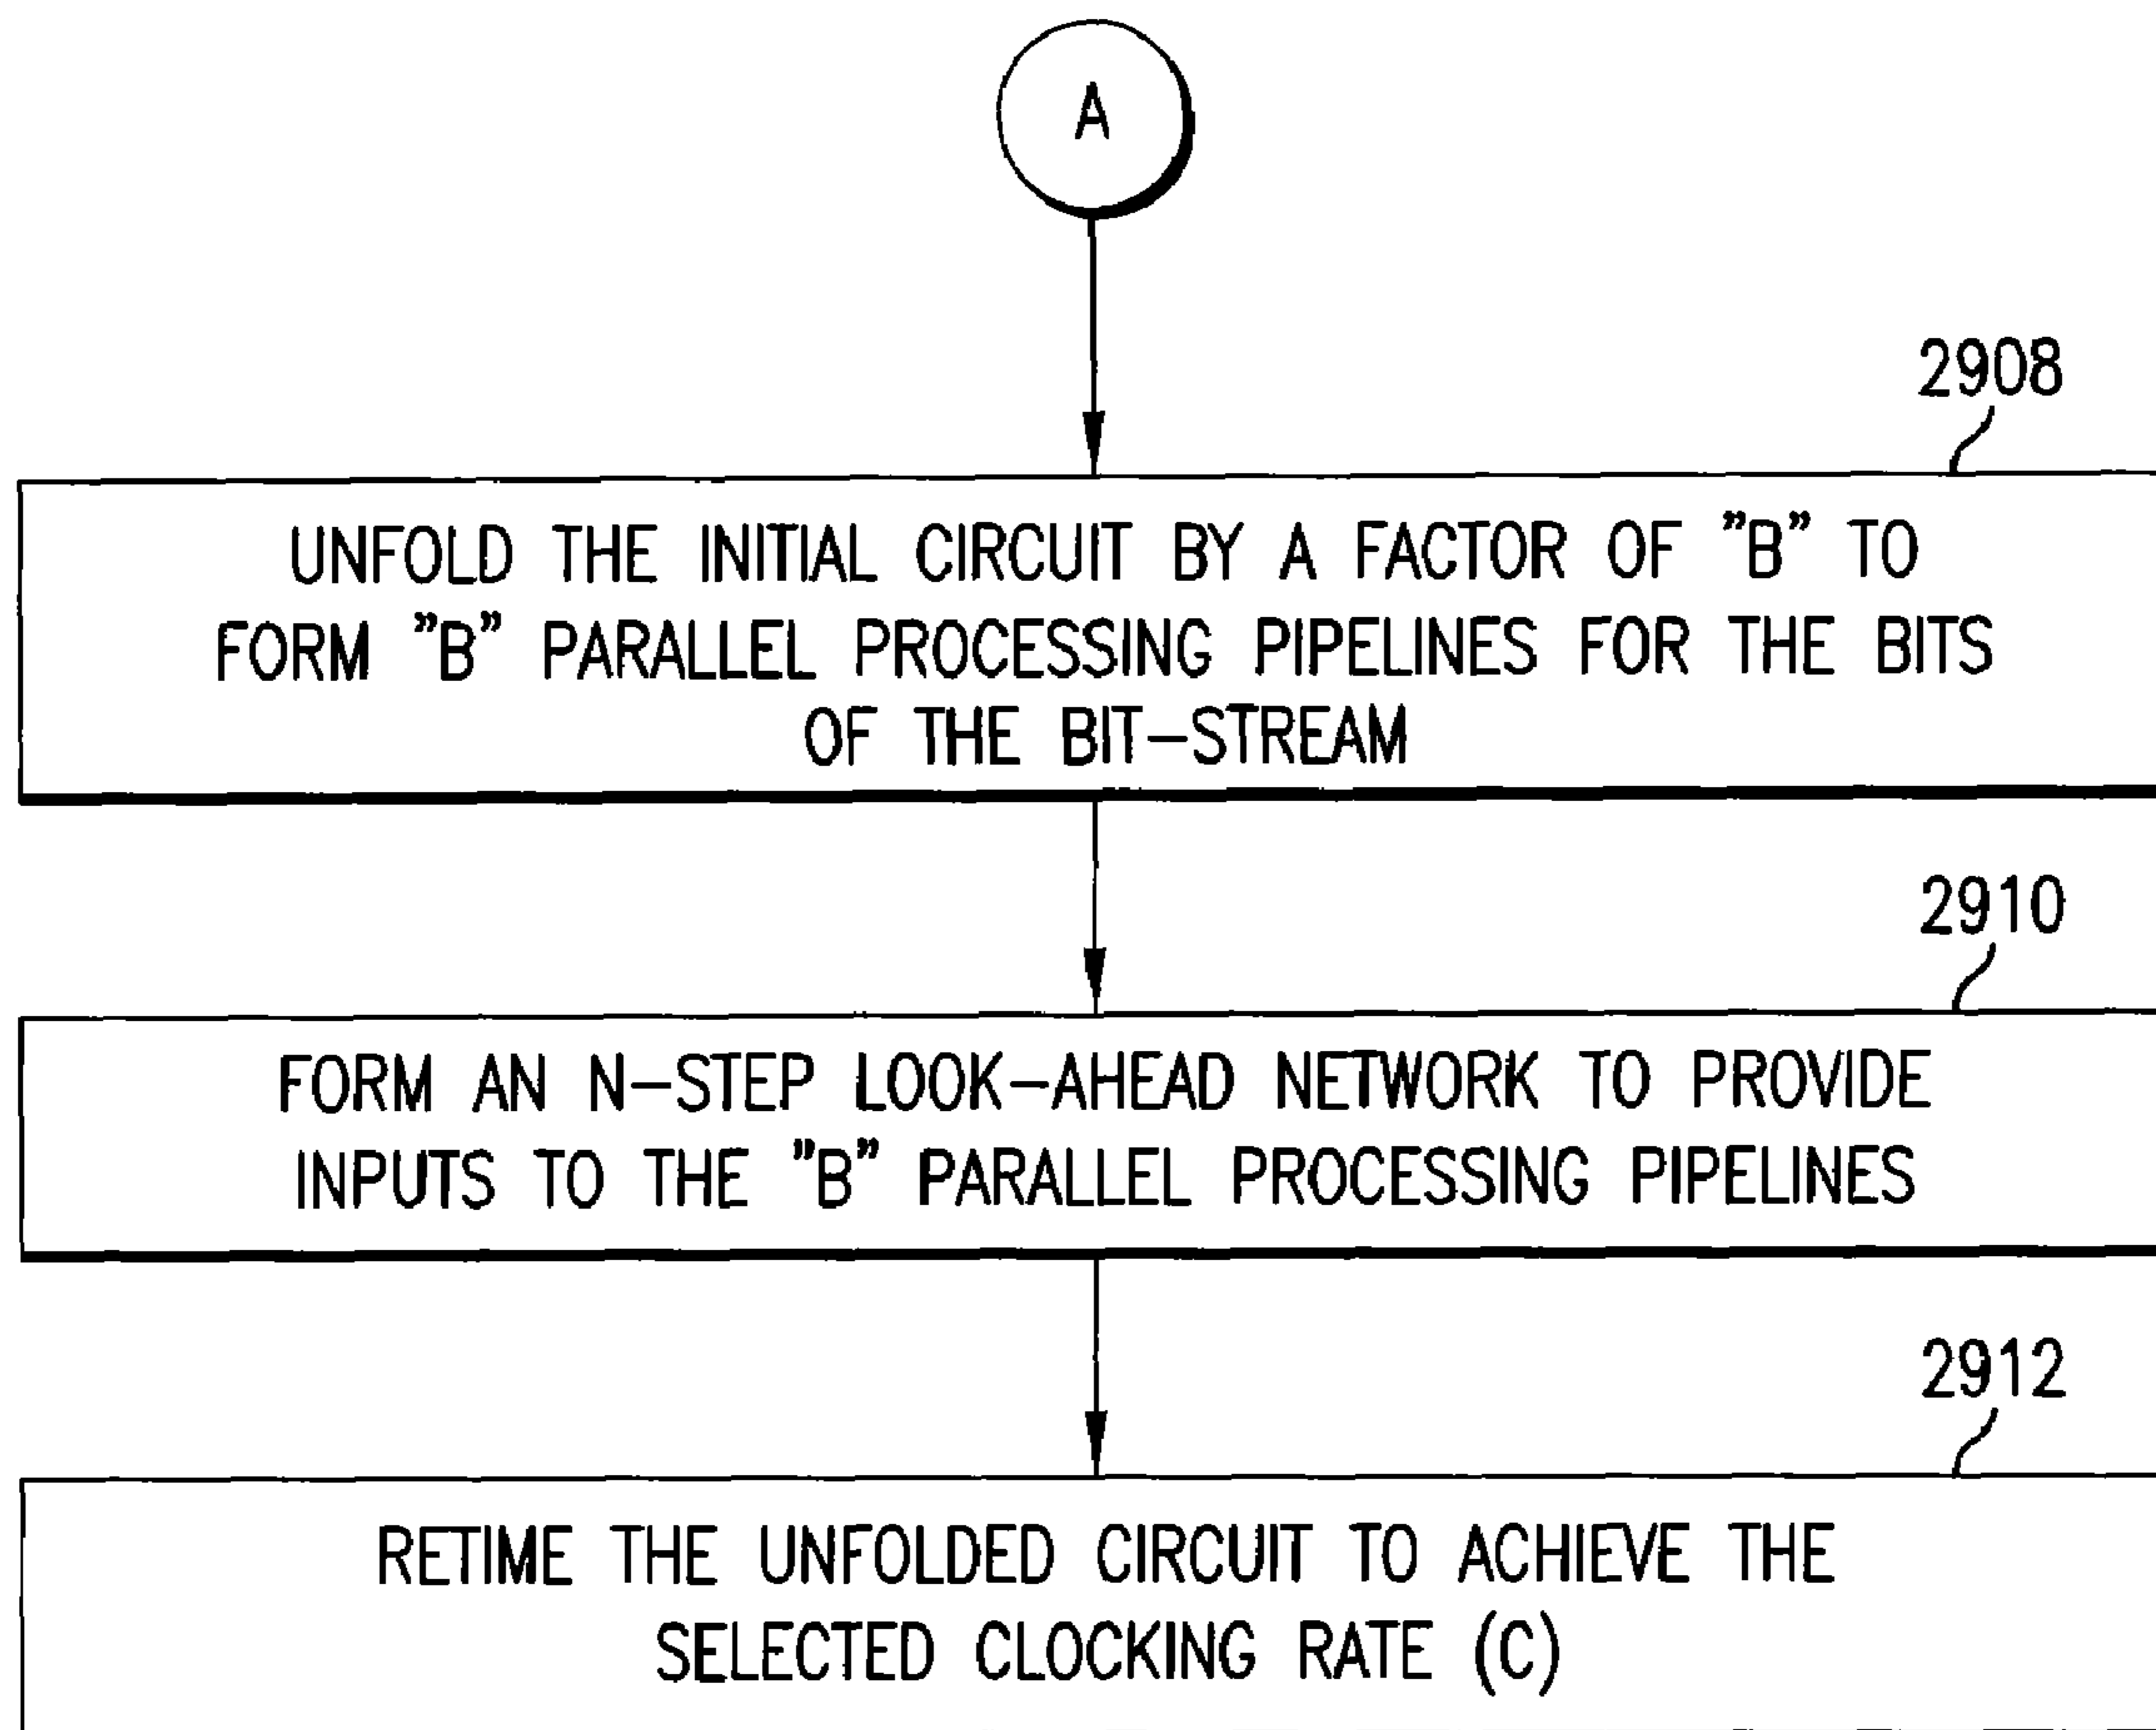 A
2908
UNFOLD THE INITIAL CIRCUIT BY A FACTOR OF "B" TO
FORM "B" PARALLEL PROCESSING PIPELINES FOR THE BITS
OF THE BIT-STREAM
2910
FORM AN N-STEP LOOK-AHEAD NETWORK TO PROVIDE
INPUTS TO THE "B" PARALLEL PROCESSING PIPELINES
2912
RETIME THE UNFOLDED CIRCUIT TO ACHIEVE THE
SELECTED CLOCKING RATE (C)